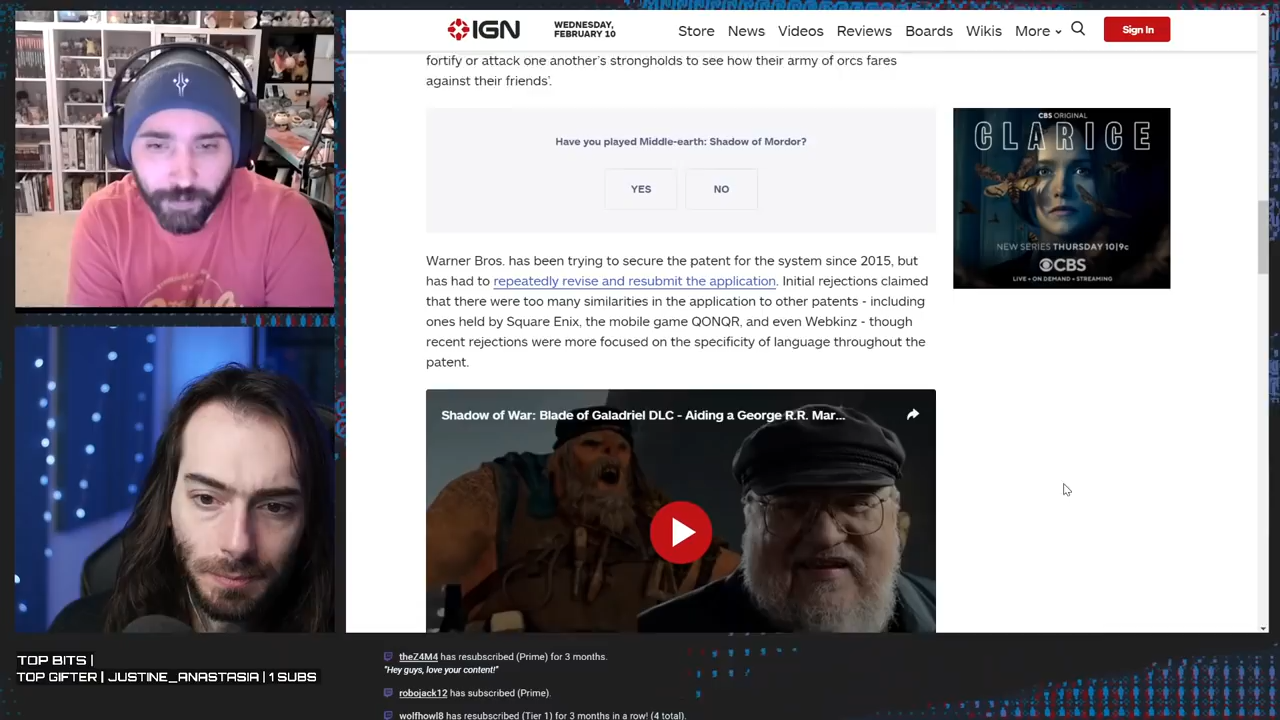 IGN
WEDNESDAY,
FEBRUARY 10
Store News Videos Reviews Boards Wikis More
Sign In
fortify or attack one another's strongholds to see how their army of orcs fares
against their friends'.
Have you played Middle-earth: Shadow of Mordor?
YES NO
CBS ORIGINAL
CLARICE
NEW SERIES THURSDAY 10|9c
CBS
LIVE • ON DEMAND • STREAMING
Warner Bros. has been trying to secure the patent for the system since 2015, but
has had to repeatedly revise and resubmit the application. Initial rejections claimed
that there were too many similarities in the application to other patents - including
ones held by Square Enix, the mobile game QONQR, and even Webkinz - though
recent rejections were more focused on the specificity of language throughout the
patent.
Shadow of War: Blade of Galadriel DLC - Aiding a George R.R. Mar...
TOP BITS |
TOP GIFTER | JUSTINE_ANASTASIA | 1 SUBS
theZ4M4 has resubscribed (Prime) for 3 months.
"Hey guys, love your content!"
robojack12 has subscribed (Prime).
wolfhowl8 has resubscribed (Tier 1) for 3 months in a row! (4 total).